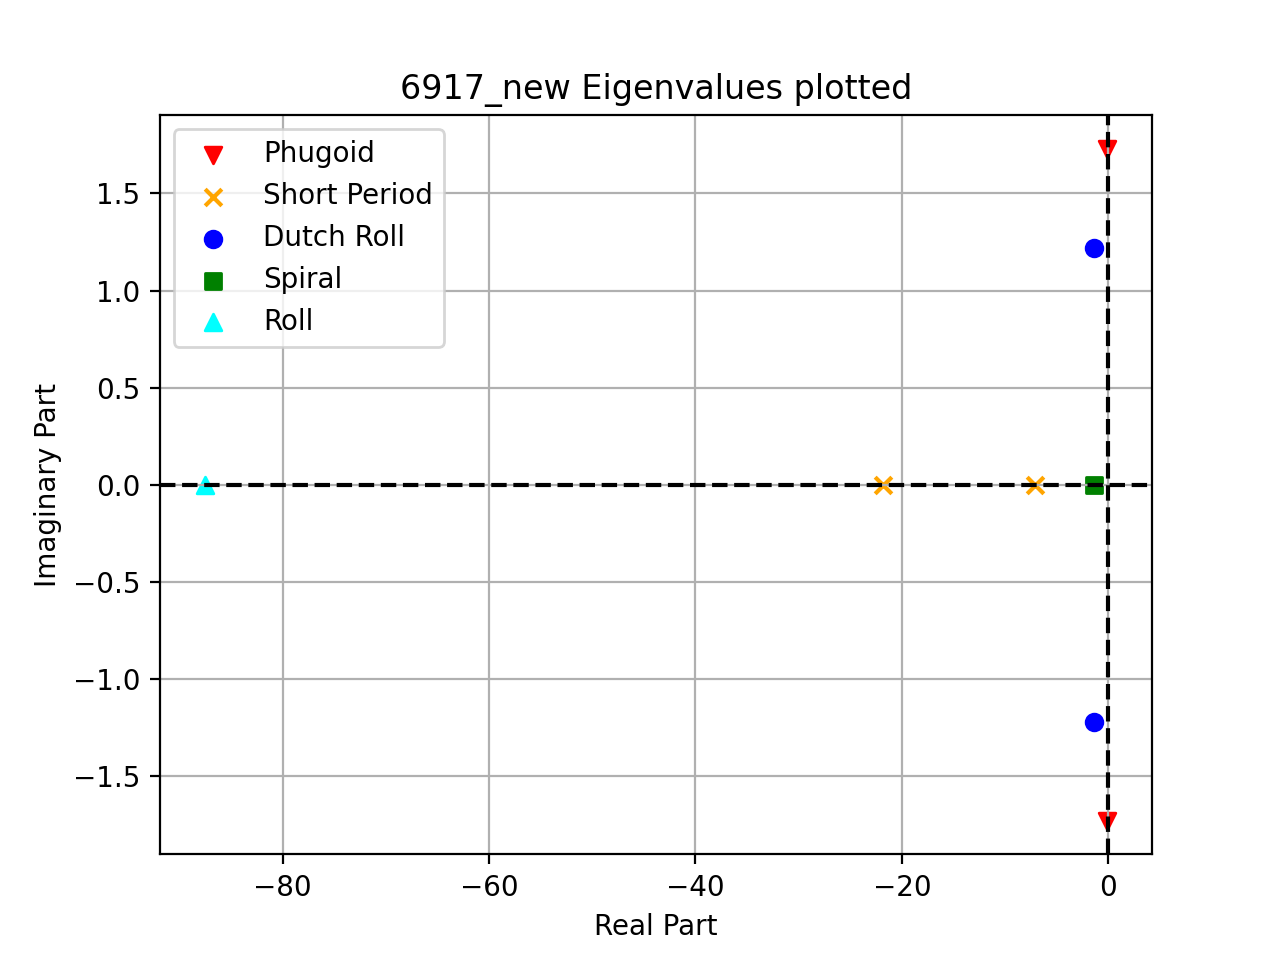 6917_new Eigenvalues plotted
Phugoid
Short Period
Dutch Roll
Spiral
Roll
Imaginary Part
1.5
1.0
0.5
0.0
−0.5
−1.0
−1.5
−80 −60 −40 −20 0
Real Part